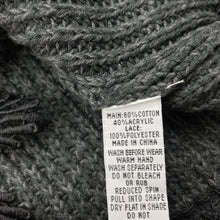 MAIN:60%COTTON
40%ACRYLIC
LACE:
100%POLYESTER
MADE IN CHINA
WASH BEFORE WEAR
WARM HAND
WASH SEPARATELY
DO NOT BLEACH
OR RUB
REDUCED SPIN
PULL INTO SHAPE
DRY FLAT IN SHADE
DO NOT